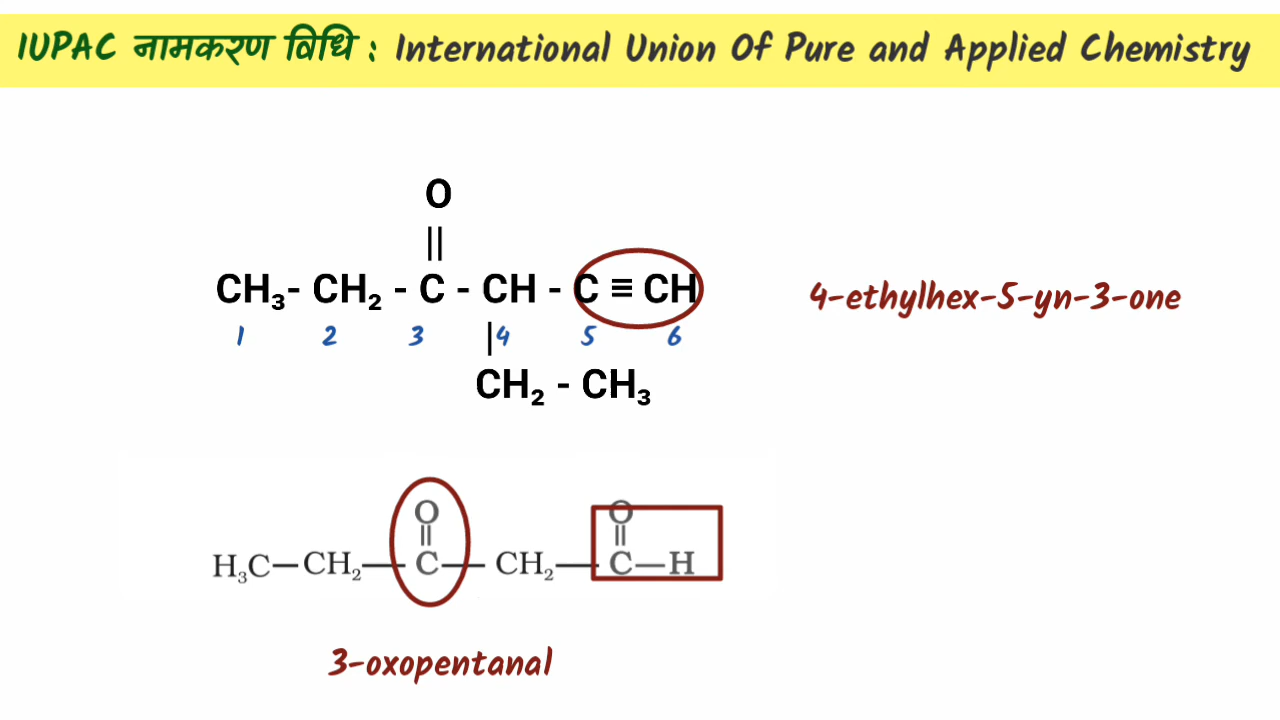 IUPAC नामकरण विधि : International Union Of Pure and Applied Chemistry
O
||
CH₃- CH₂ - C - CH - C ≡ CH
4-ethylhex-5-yn-3-one
1 2 3 |4 5 6
CH₂ - CH₃
O O
|| ||
H₃C—CH₂—C—CH₂—C—H
3-oxopentanal